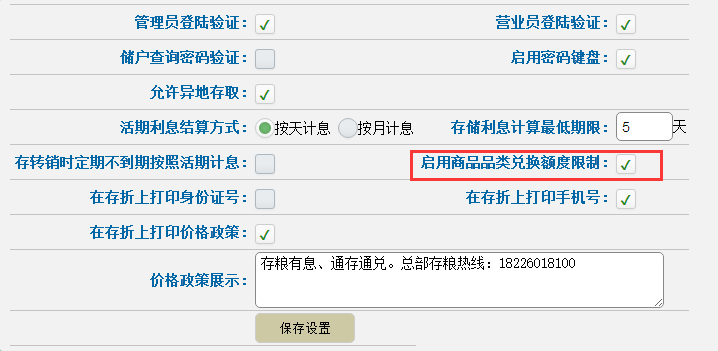 管理员登陆验证： 营业员登陆验证：
储户查询密码验证： 启用密码键盘：
允许异地存取：
活期利息结算方式： 按天计息 按月计息 存储利息计算最低期限： 5 天
存转销时定期不到期按照活期计息： 启用商品品类兑换额度限制：
在存折上打印身份证号： 在存折上打印手机号：
在存折上打印价格政策：
价格政策展示： 存粮有息、通存通兑。总部存粮热线：18226018100
保存设置